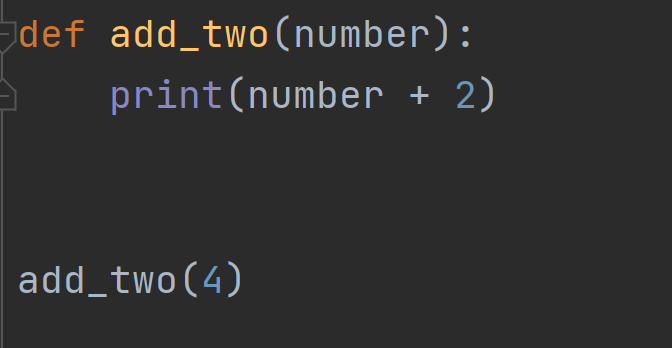 def add_two(number):
    print(number + 2)
add_two(4)